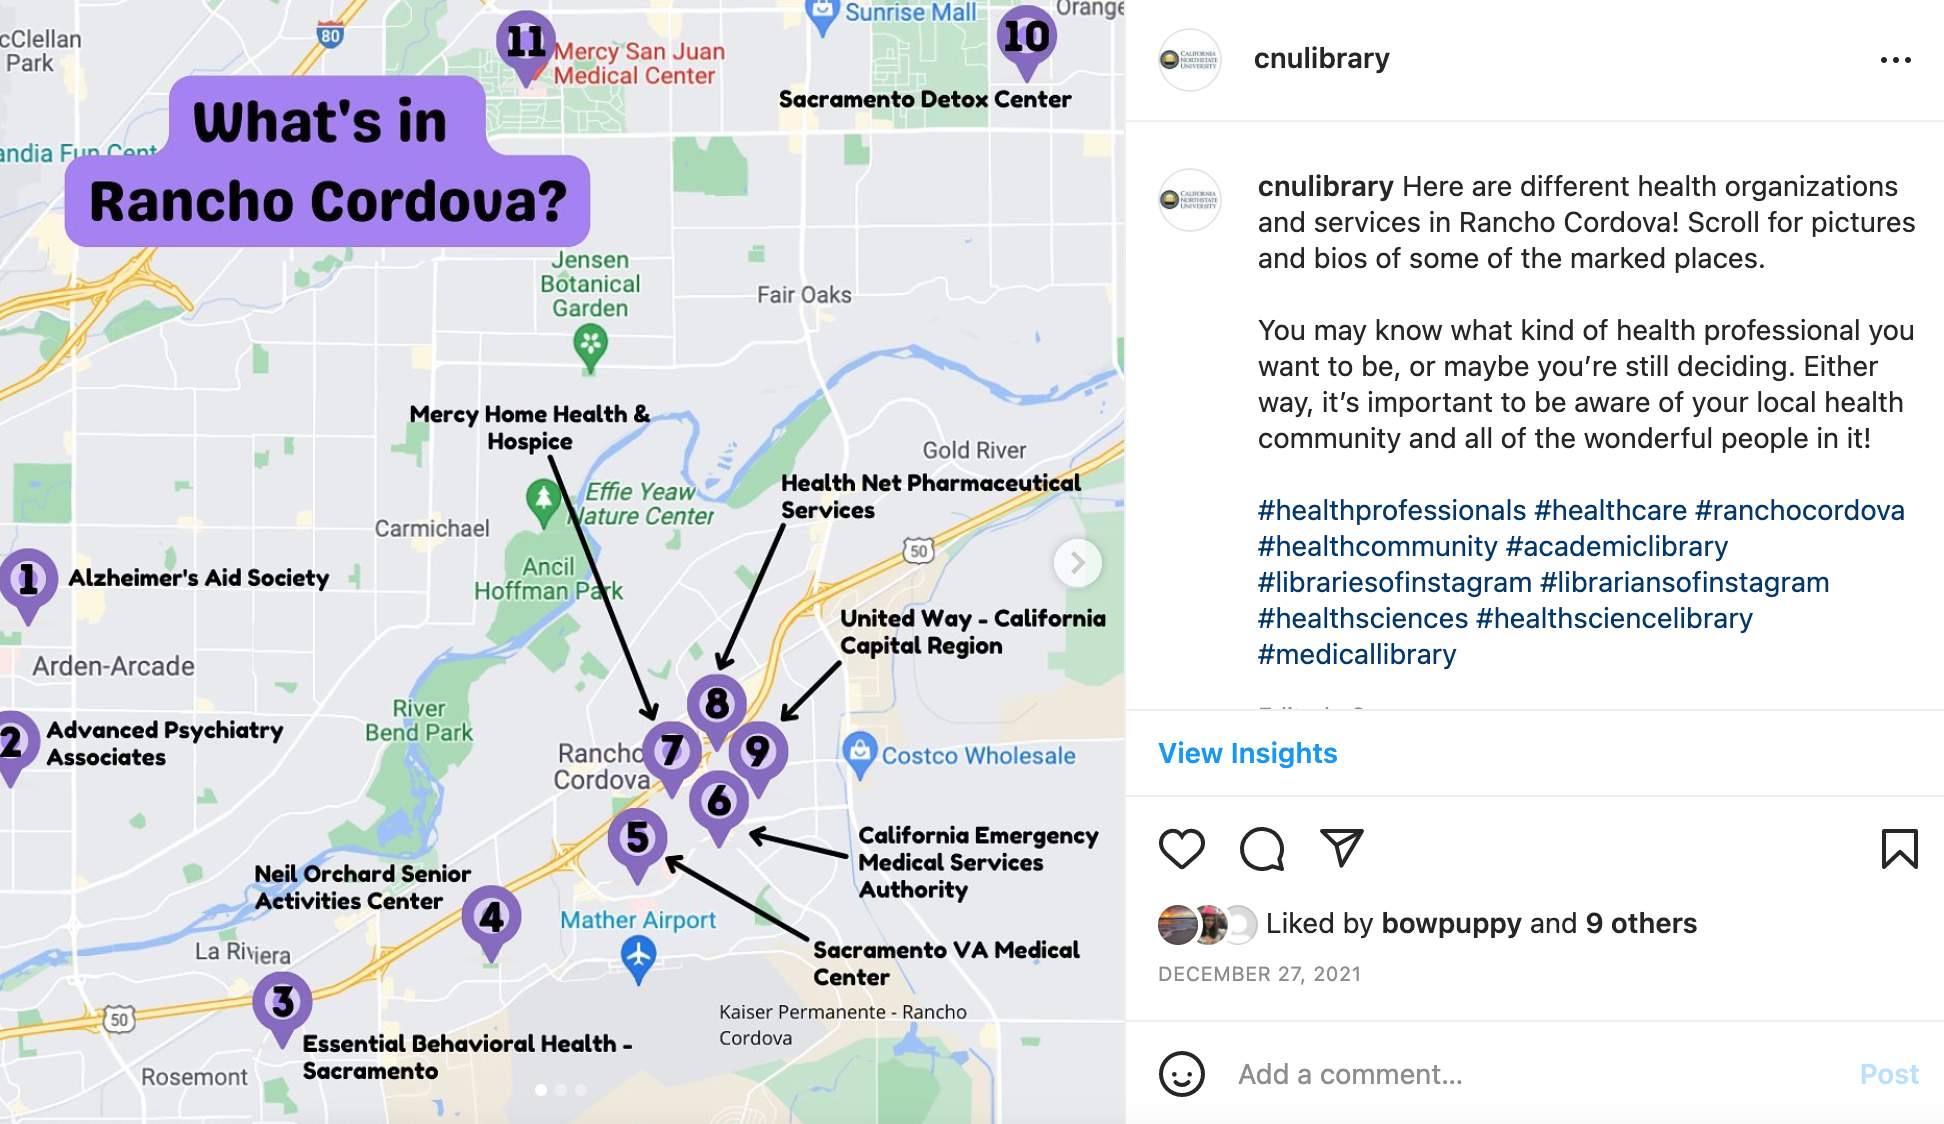 cClellan
Park
80
11
Mercy San Juan
Medical Center
Sunrise Mall
10
Orange
Sacramento Detox Center
What's in
Rancho Cordova?
andia Fun Cent
Jensen
Botanical
Garden
Fair Oaks
Mercy Home Health &
Hospice
Gold River
Health Net Pharmaceutical
Services
Effie Yeaw
Nature Center
Carmichael
50
Ancil
Hoffman Park
1
Alzheimer's Aid Society
United Way - California
Capital Region
Arden-Arcade
River
Bend Park
8
2
Advanced Psychiatry
Associates
Rancho
Cordova
7
9
Costco Wholesale
6
5
California Emergency
Medical Services
Authority
Neil Orchard Senior
Activities Center
4
Mather Airport
Sacramento VA Medical
Center
La Riviera
3
50
Kaiser Permanente - Rancho
Cordova
Essential Behavioral Health -
Sacramento
Rosemont
CALIFORNIA
NORTHSTATE
UNIVERSITY
cnulibrary
CALIFORNIA
NORTHSTATE
UNIVERSITY
cnulibrary Here are different health organizations
and services in Rancho Cordova! Scroll for pictures
and bios of some of the marked places.
You may know what kind of health professional you
want to be, or maybe you’re still deciding. Either
way, it’s important to be aware of your local health
community and all of the wonderful people in it!
#healthprofessionals #healthcare #ranchocordova
#healthcommunity #academiclibrary
#librariesofinstagram #librariansofinstagram
#healthsciences #healthsciencelibrary
#medicallibrary
View Insights
Liked by bowpuppy and 9 others
DECEMBER 27, 2021
Add a comment...
Post